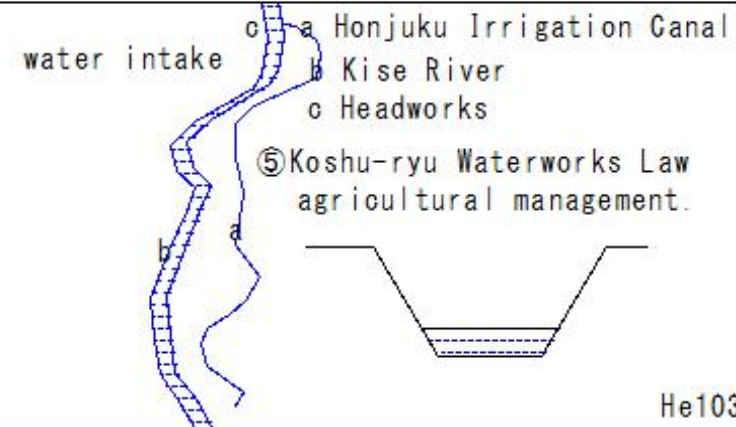 c a Honjuku Irrigation Canal
water intake
b Kise River
c Headworks
⑤Koshu-ryu Waterworks Law
agricultural management.
a
b
He103